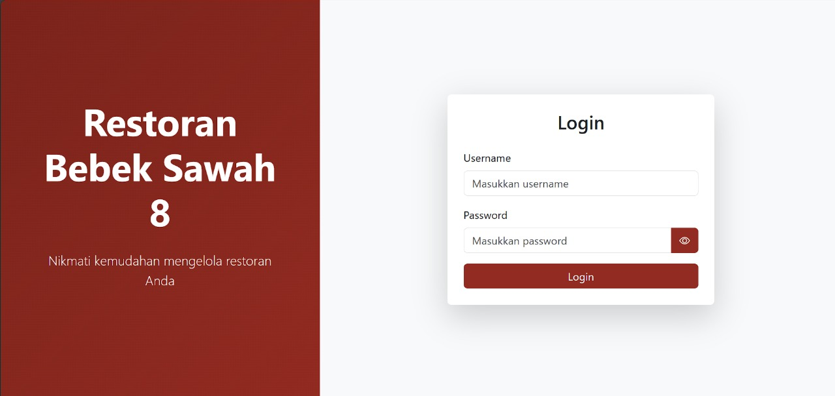 Restoran
Bebek Sawah
8
Nikmati kemudahan mengelola restoran
Anda
Login
Username
Masukkan username
Password
Masukkan password
Login